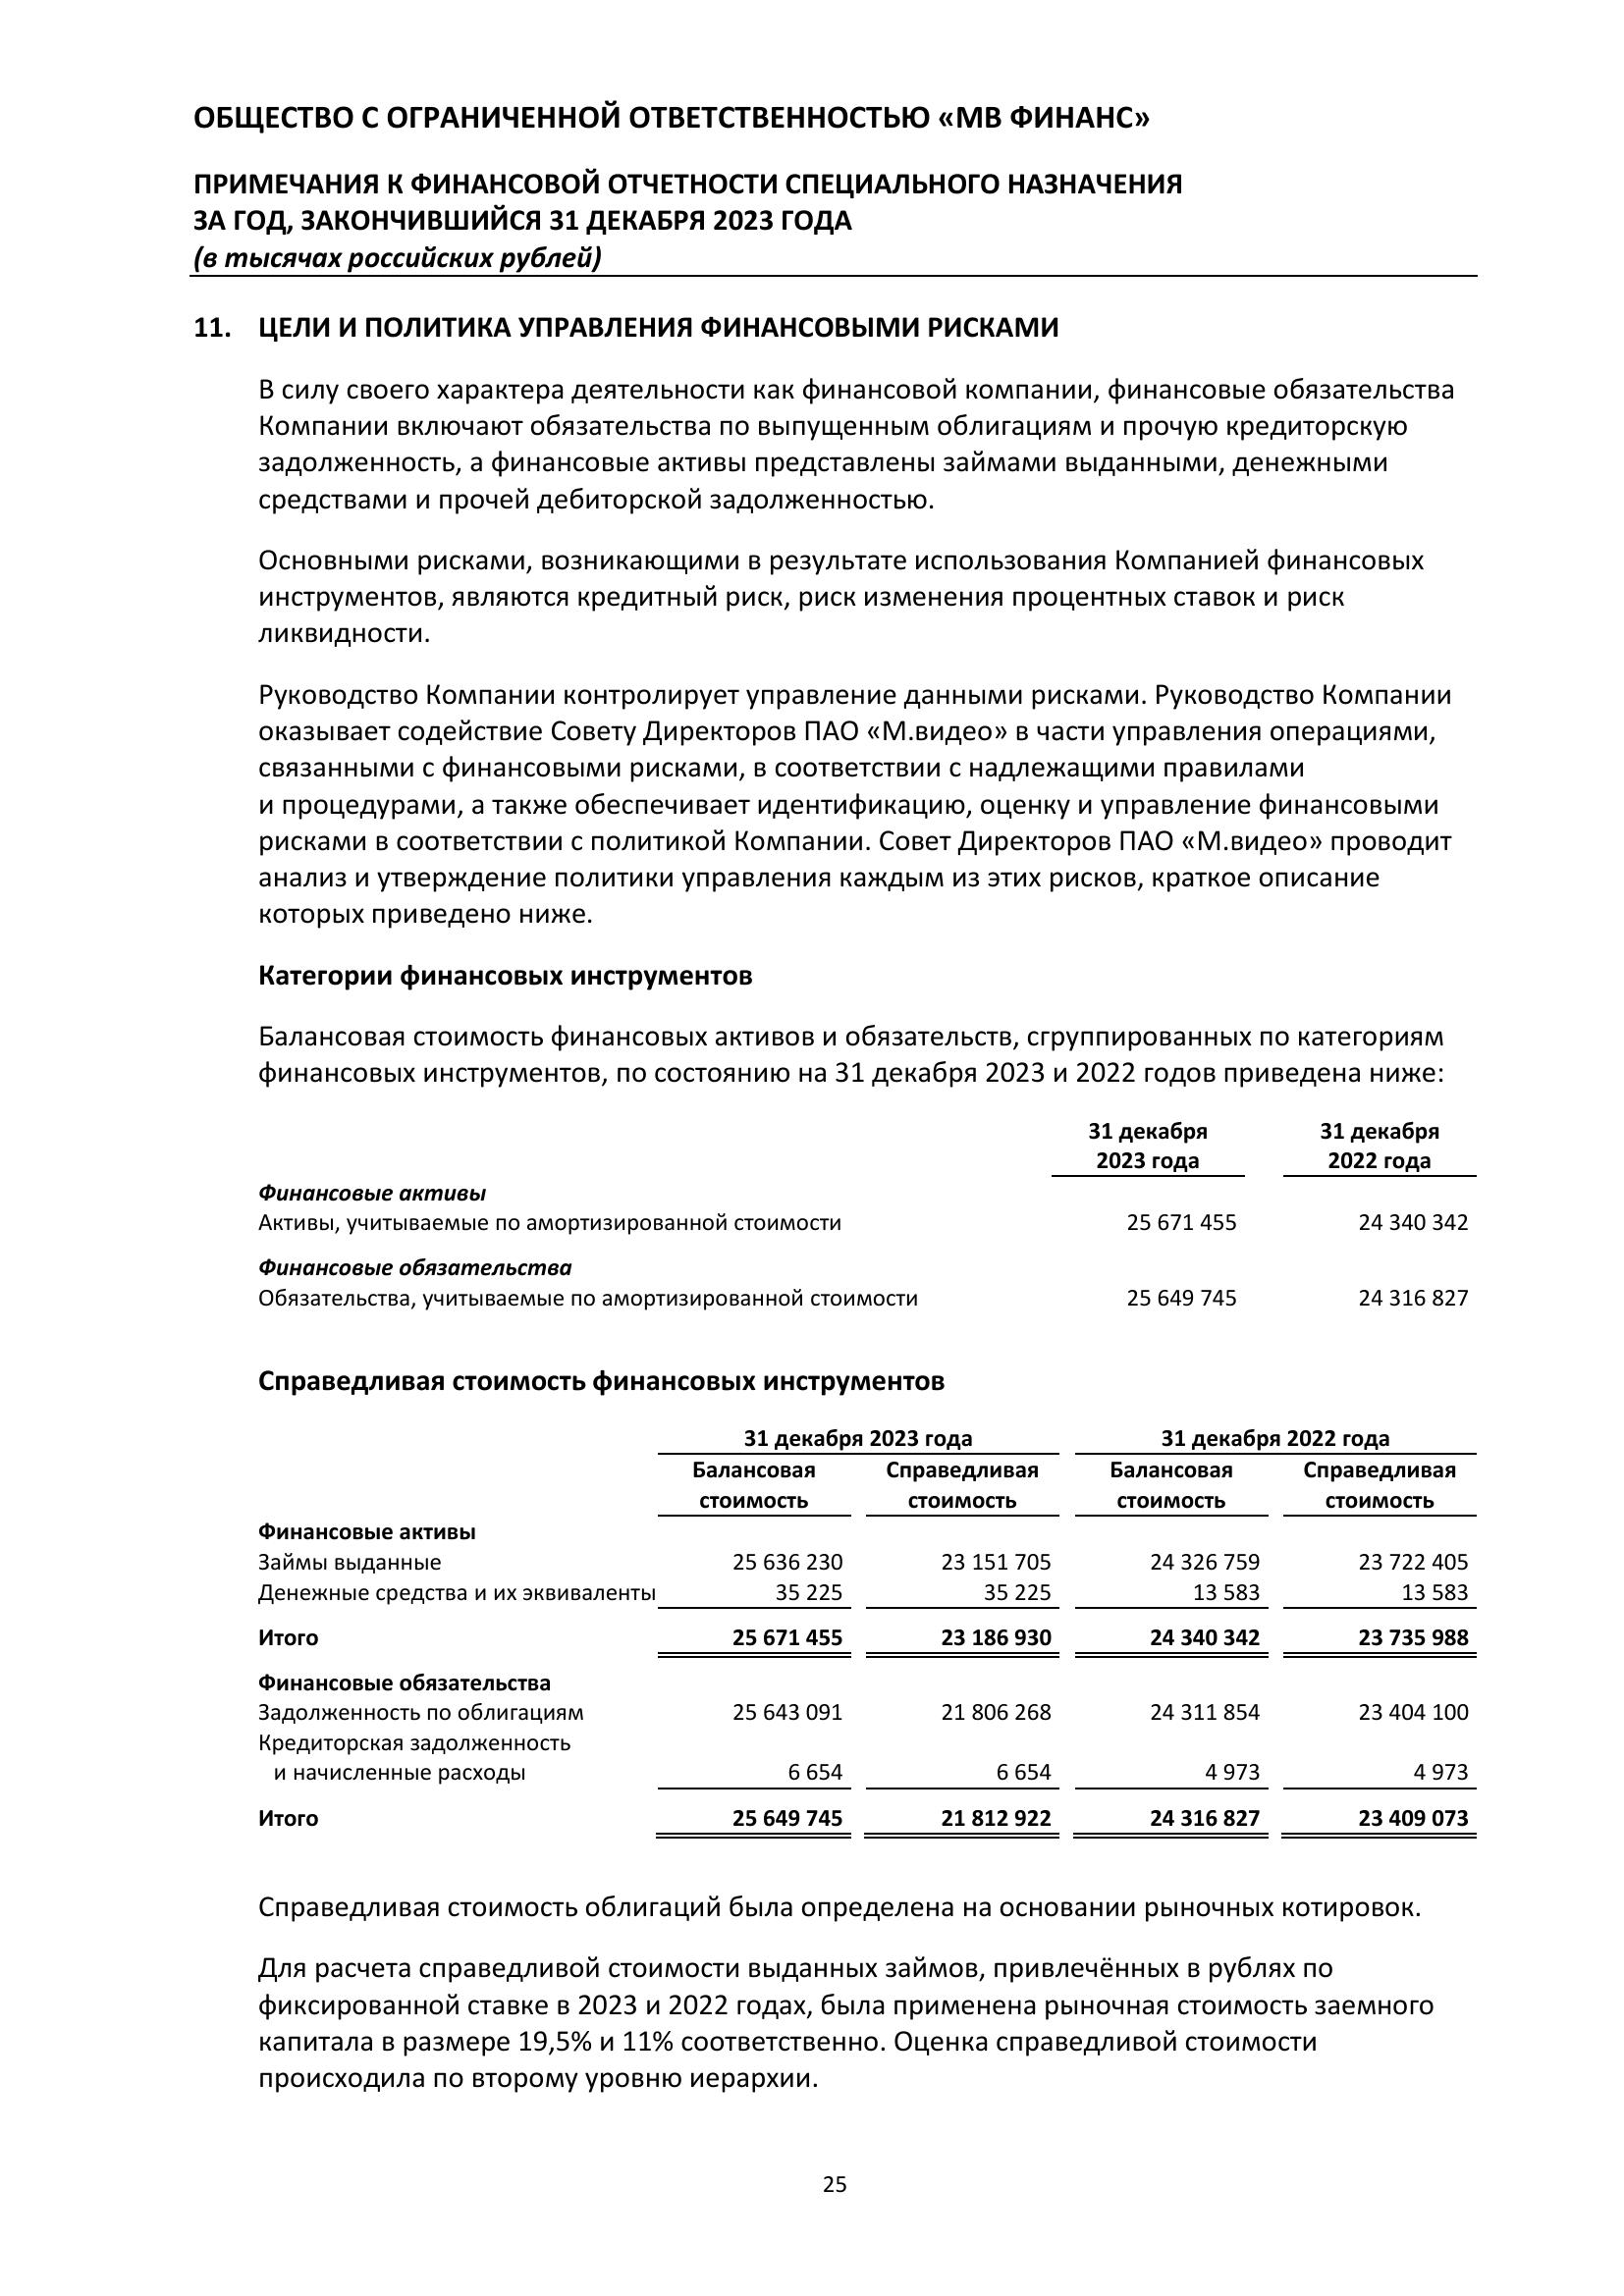 ОБЩЕСТВО С ОГРАНИЧЕННОЙ ОТВЕТСТВЕННОСТЬЮ «МВ ФИНАНС»
ПРИМЕЧАНИЯ К ФИНАНСОВОЙ ОТЧЕТНОСТИ СПЕЦИАЛЬНОГО НАЗНАЧЕНИЯ
ЗА ГОД, ЗАКОНЧИВШИЙСЯ 31 ДЕКАБРЯ 2023 ГОДА
(в тысячах российских рублей)
11. ЦЕЛИ И ПОЛИТИКА УПРАВЛЕНИЯ ФИНАНСОВЫМИ РИСКАМИ
В силу своего характера деятельности как финансовой компании, финансовые обязательства
Компании включают обязательства по выпущенным облигациям и прочую кредиторскую
задолженность, а финансовые активы представлены займами выданными, денежными
средствами и прочей дебиторской задолженностью.
Основными рисками, возникающими в результате использования Компанией финансовых
инструментов, являются кредитный риск, риск изменения процентных ставок и риск
ликвидности.
Руководство Компании контролирует управление данными рисками. Руководство Компании
оказывает содействие Совету Директоров ПАО «М.видео» в части управления операциями,
связанными с финансовыми рисками, в соответствии с надлежащими правилами
и процедурами, а также обеспечивает идентификацию, оценку и управление финансовыми
рисками в соответствии с политикой Компании. Совет Директоров ПАО «М.видео» проводит
анализ и утверждение политики управления каждым из этих рисков, краткое описание
которых приведено ниже.
Категории финансовых инструментов
Балансовая стоимость финансовых активов и обязательств, сгруппированных по категориям
финансовых инструментов, по состоянию на 31 декабря 2023 и 2022 годов приведена ниже:
31 декабря 31 декабря
2023 года 2022 года
Финансовые активы
Активы, учитываемые по амортизированной стоимости 25 671 455 24 340 342
Финансовые обязательства
Обязательства, учитываемые по амортизированной стоимости 25 649 745 24 316 827
Справедливая стоимость финансовых инструментов
31 декабря 2023 года 31 декабря 2022 года
Балансовая Справедливая Балансовая Справедливая
стоимость стоимость стоимость стоимость
Финансовые активы
Займы выданные 25 636 230 23 151 705 24 326 759 23 722 405
Денежные средства и их эквиваленты 35 225 35 225 13 583 13 583
Итого 25 671 455 23 186 930 24 340 342 23 735 988
Финансовые обязательства
Задолженность по облигациям 25 643 091 21 806 268 24 311 854 23 404 100
Кредиторская задолженность
и начисленные расходы 6 654 6 654 4 973 4 973
Итого 25 649 745 21 812 922 24 316 827 23 409 073
Справедливая стоимость облигаций была определена на основании рыночных котировок.
Для расчета справедливой стоимости выданных займов, привлечённых в рублях по
фиксированной ставке в 2023 и 2022 годах, была применена рыночная стоимость заемного
капитала в размере 19,5% и 11% соответственно. Оценка справедливой стоимости
происходила по второму уровню иерархии.
25